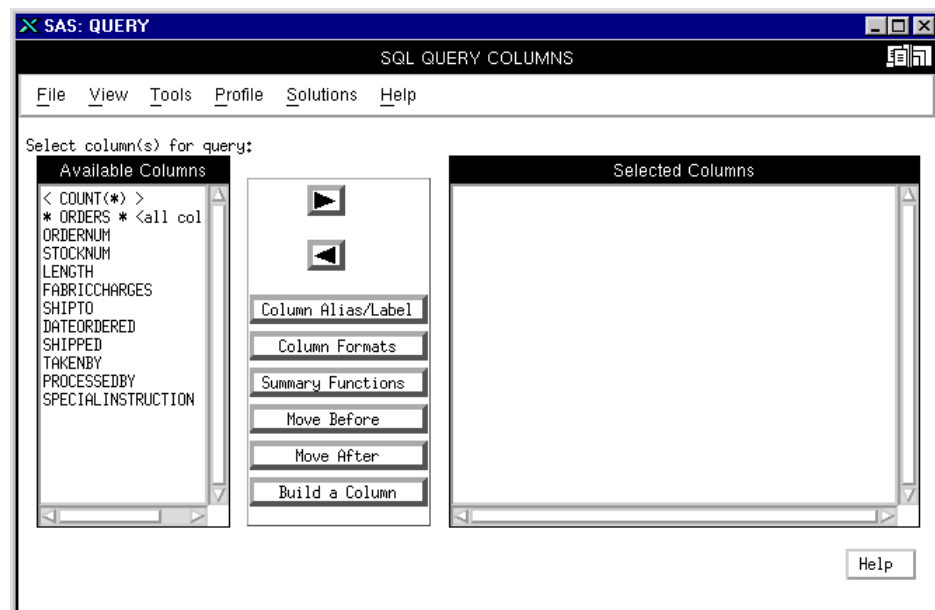 SAS: QUERY
SQL QUERY COLUMNS
File View Tools Profile Solutions Help
Select column(s) for query:
Available Columns
< COUNT(*) >
* ORDERS * <all col
ORDERNUM
STOCKNUM
LENGTH
FABRICCHARGES
SHIPTO
DATEORDERED
SHIPPED
TAKENBY
PROCESSEDBY
SPECIALINSTRUCTION
Column Alias/Label
Column Formats
Summary Functions
Move Before
Move After
Build a Column
Selected Columns
Help